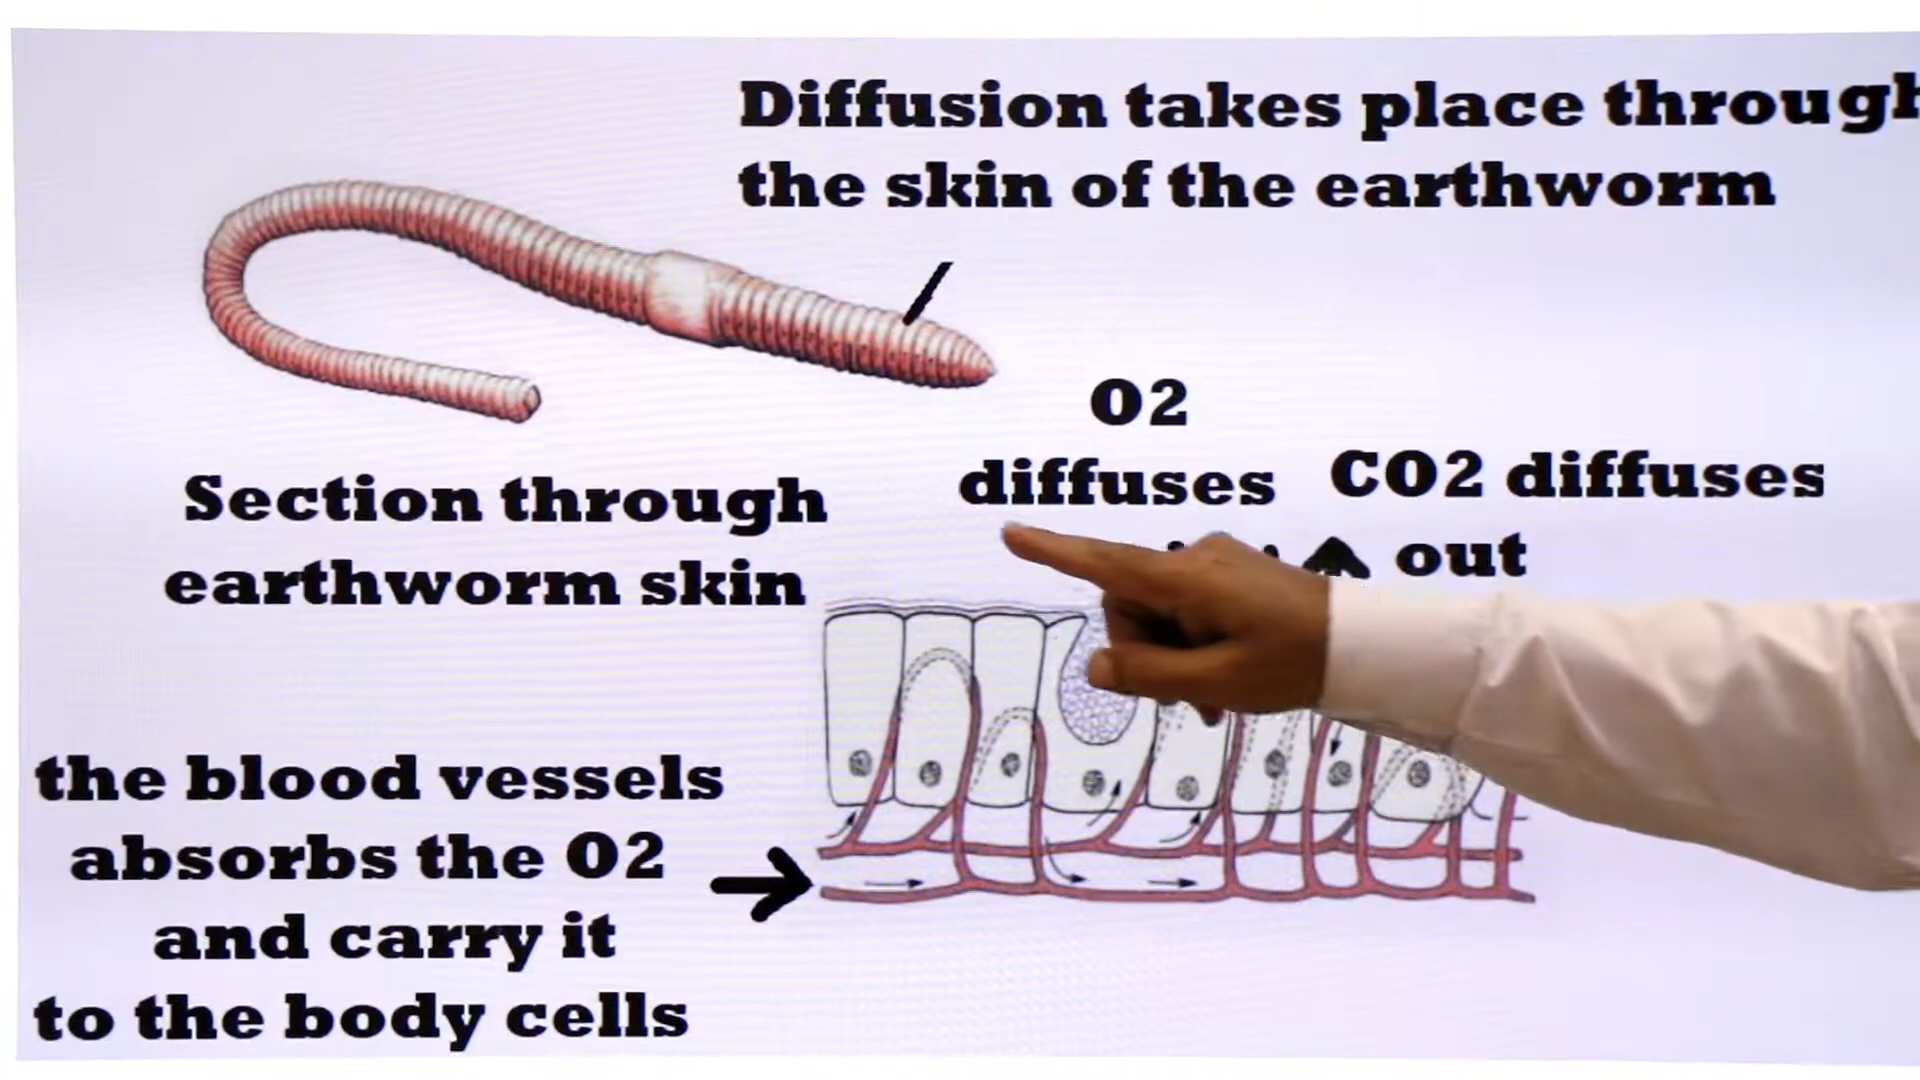 Diffusion takes place through
the skin of the earthworm
O2
diffuses
CO2 diffuses
out
Section through
earthworm skin
the blood vessels
absorbs the O2
and carry it
to the body cells